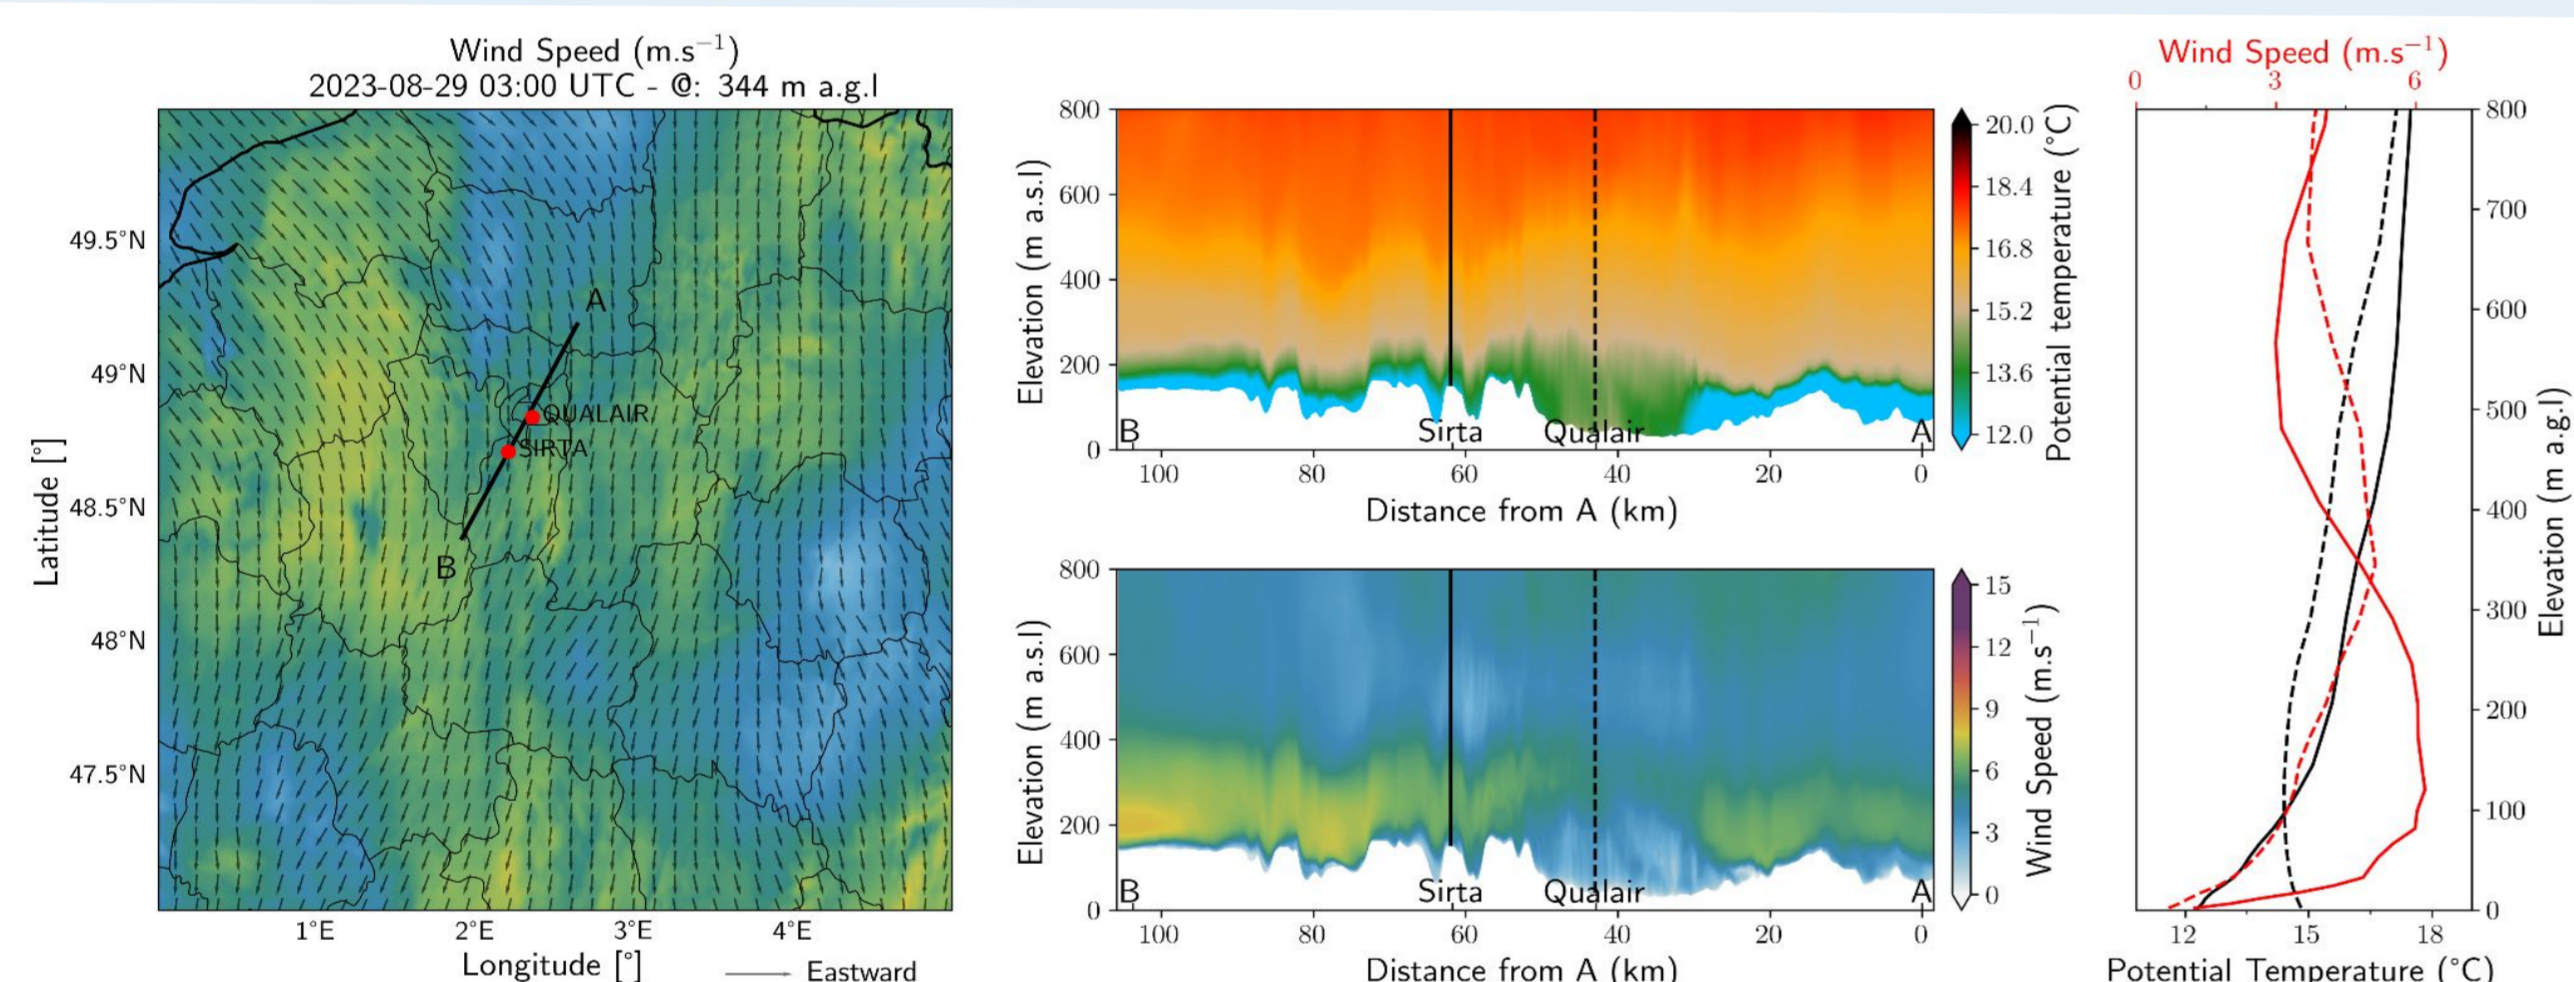 Wind Speed (m.s⁻¹)
2023-08-29 03:00 UTC - @: 344 m a.g.l
49.5°N
49°N
48.5°N
48°N
47.5°N
Latitude [°]
A
QUALAIR
SIRTA
B
1°E 2°E 3°E 4°E
Longitude [°]
Eastward
800
600
400
200
0
Elevation (m a.s.l)
B Sirta Qualair A
100 80 60 40 20 0
Distance from A (km)
20.0
18.4
16.8
15.2
13.6
12.0
Potential temperature (°C)
800
600
400
200
0
Elevation (m a.s.l)
B Sirta Qualair A
100 80 60 40 20 0
Distance from A (km)
15
12
9
6
3
0
Wind Speed (m.s⁻¹)
Wind Speed (m.s⁻¹)
0 3 6
800
700
600
500
400
300
200
100
0
Elevation (m a.g.l)
12 15 18
Potential Temperature (°C)